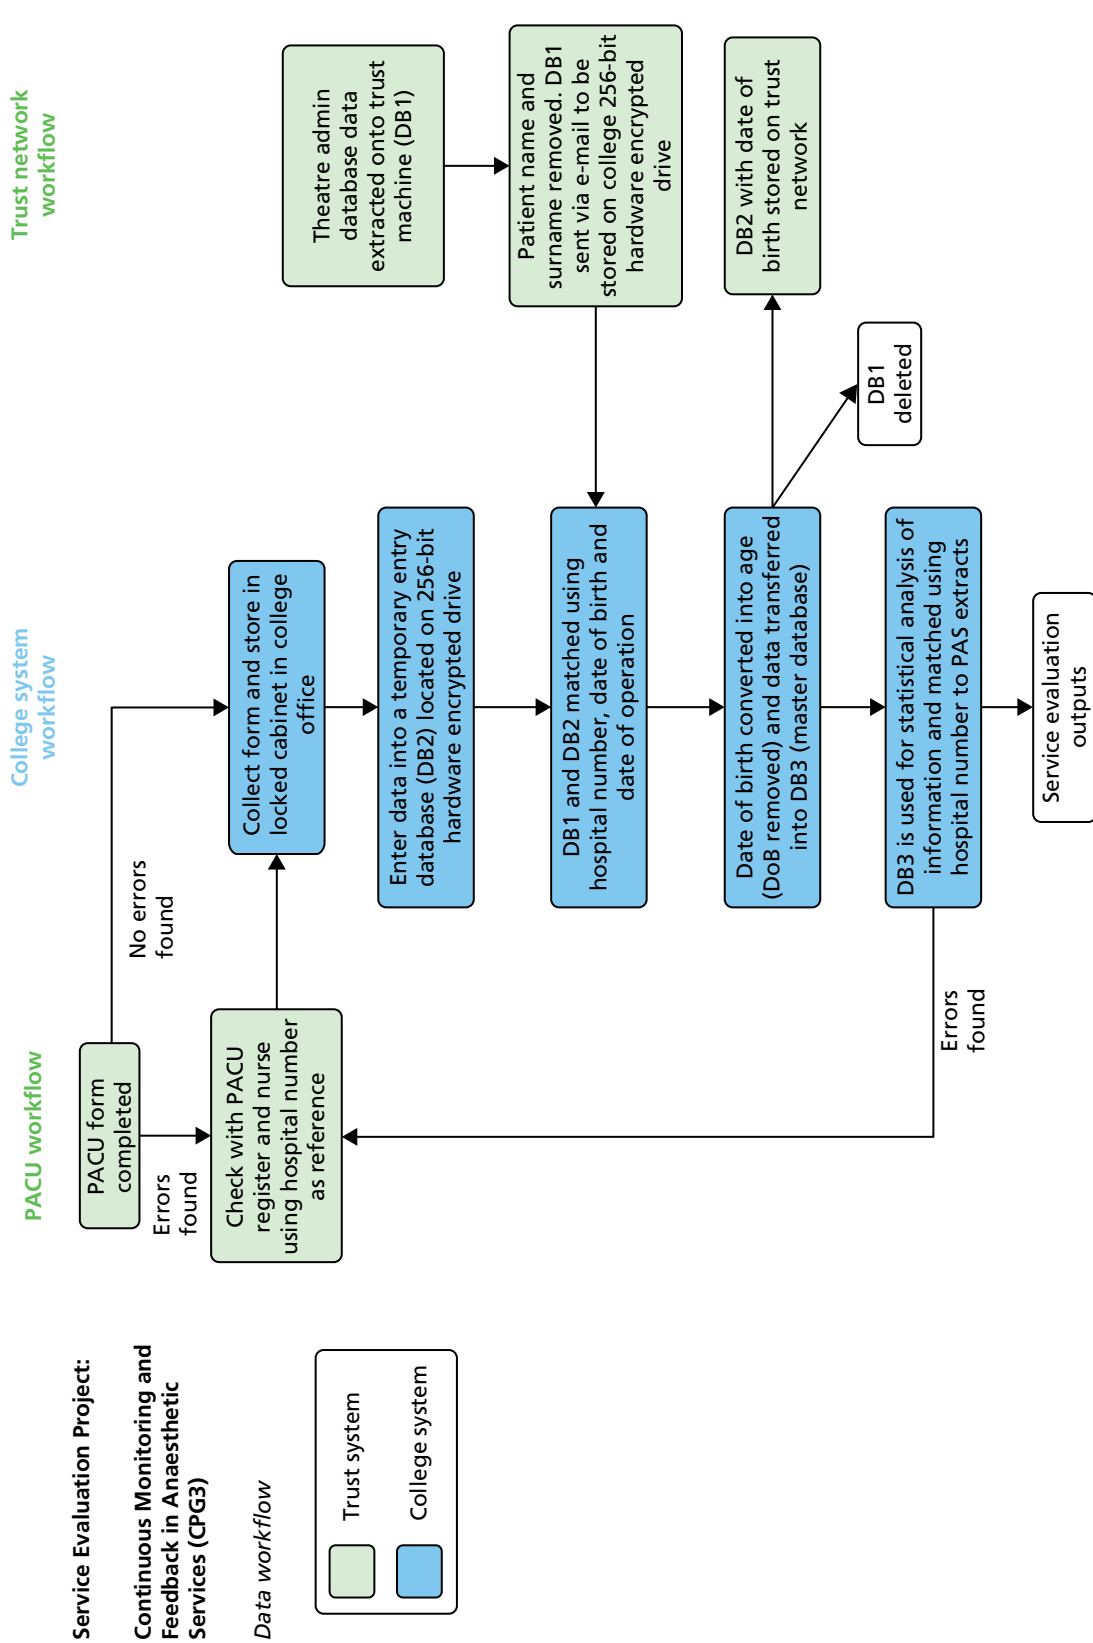 Service Evaluation Project:
Continuous Monitoring and
Feedback in Anaesthetic
Services (CPG3)
Data workflow
Trust system
College system
PACU workflow
PACU form
completed
No errors
found
Errors
found
Check with PACU
register and nurse
using hospital number
as reference
Errors
found
College system
workflow
Collect form and store in
locked cabinet in college
office
Enter data into a temporary entry
database (DB2) located on 256-bit
hardware encrypted drive
DB1 and DB2 matched using
hospital number, date of birth and
date of operation
Date of birth converted into age
(DoB removed) and data transferred
into DB3 (master database)
DB3 is used for statistical analysis of
information and matched using
hospital number to PAS extracts
Service evaluation
outputs
Trust network
workflow
Theatre admin
database data
extracted onto trust
machine (DB1)
Patient name and
surname removed. DB1
sent via e-mail to be
stored on college 256-bit
hardware encrypted
drive
DB2 with date of
birth stored on trust
network
DB1
deleted